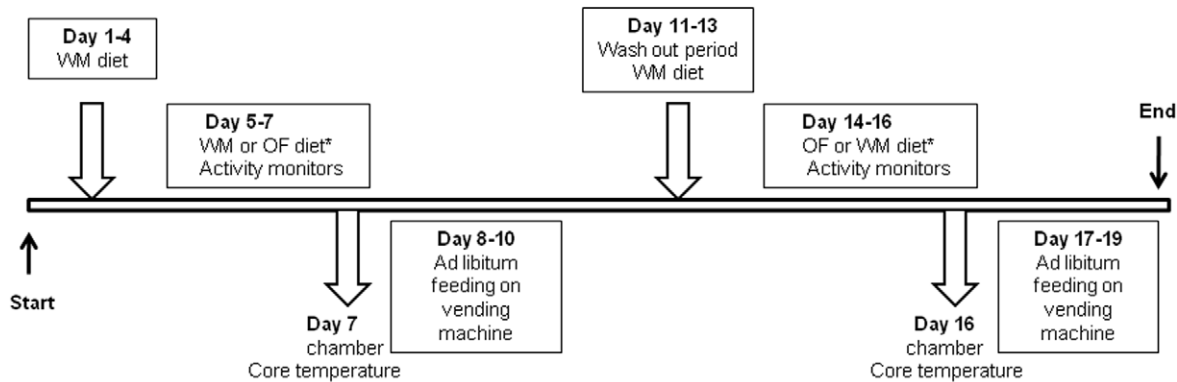 Day 1-4
WM diet
Day 11-13
Wash out period
WM diet
Day 5-7
WM or OF diet*
Activity monitors
Day 14-16
OF or WM diet*
Activity monitors
End
Start
Day 7
chamber
Core temperature
Day 8-10
Ad libitum
feeding on
vending
machine
Day 16
chamber
Core temperature
Day 17-19
Ad libitum
feeding on
vending
machine